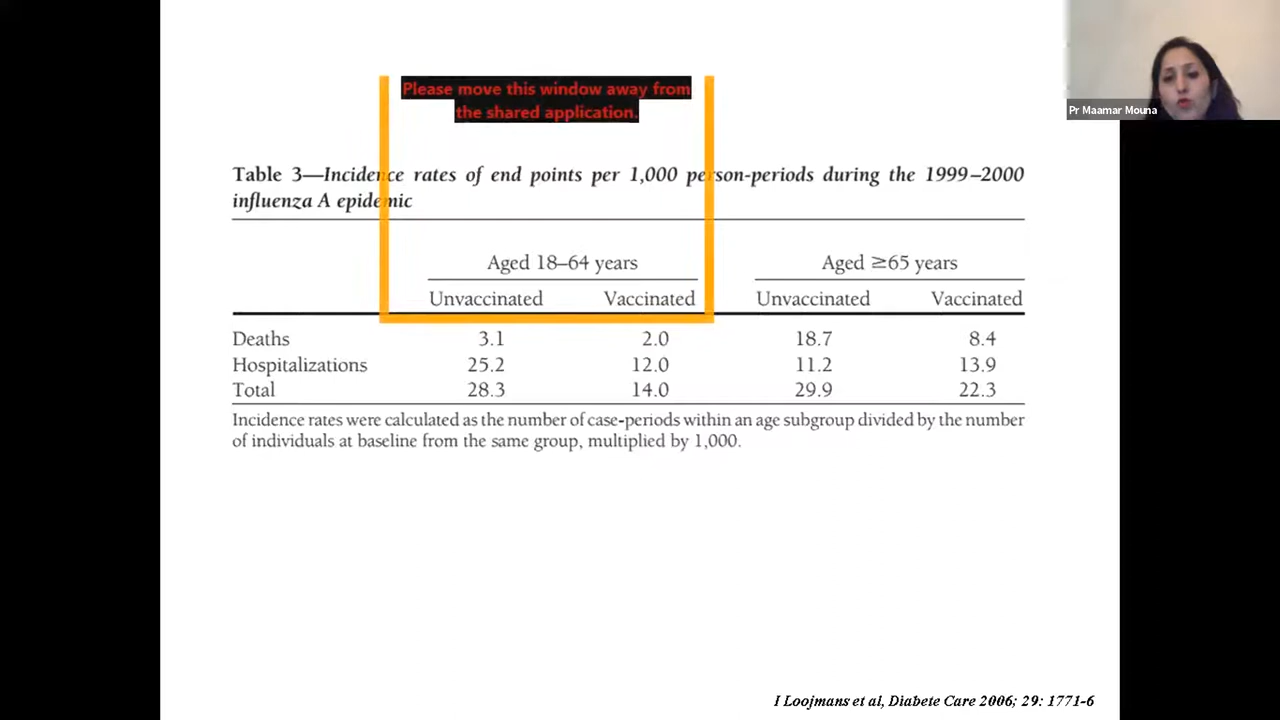 Please move this window away from
the shared application.
Pr Maamar Mouna
Table 3—Incidence rates of end points per 1,000 person-periods during the 1999–2000
influenza A epidemic
Aged 18–64 years Aged ≥65 years
Unvaccinated Vaccinated Unvaccinated Vaccinated
Deaths 3.1 2.0 18.7 8.4
Hospitalizations 25.2 12.0 11.2 13.9
Total 28.3 14.0 29.9 22.3
Incidence rates were calculated as the number of case-periods within an age subgroup divided by the number
of individuals at baseline from the same group, multiplied by 1,000.
I Loojmans et al, Diabete Care 2006; 29: 1771-6